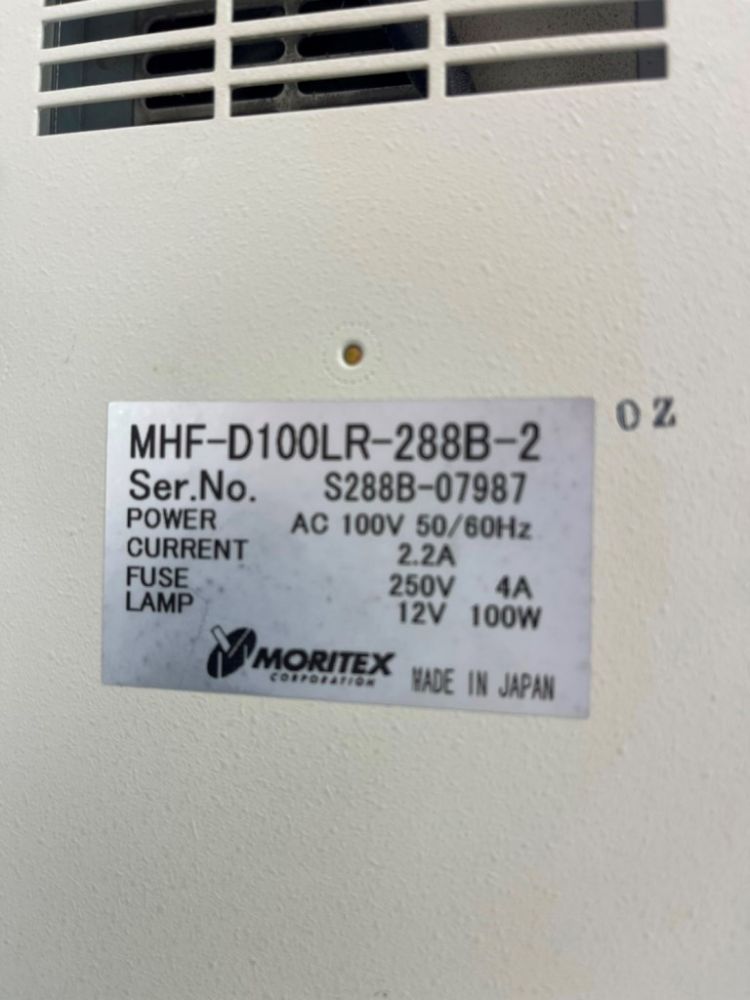 0 Z
MHF-D100LR-288B-2
Ser.No. S288B-07987
POWER AC 100V 50/60Hz
CURRENT 2.2A
FUSE 250V 4A
LAMP 12V 100W
MORITEX
CORPORATION
MADE IN JAPAN